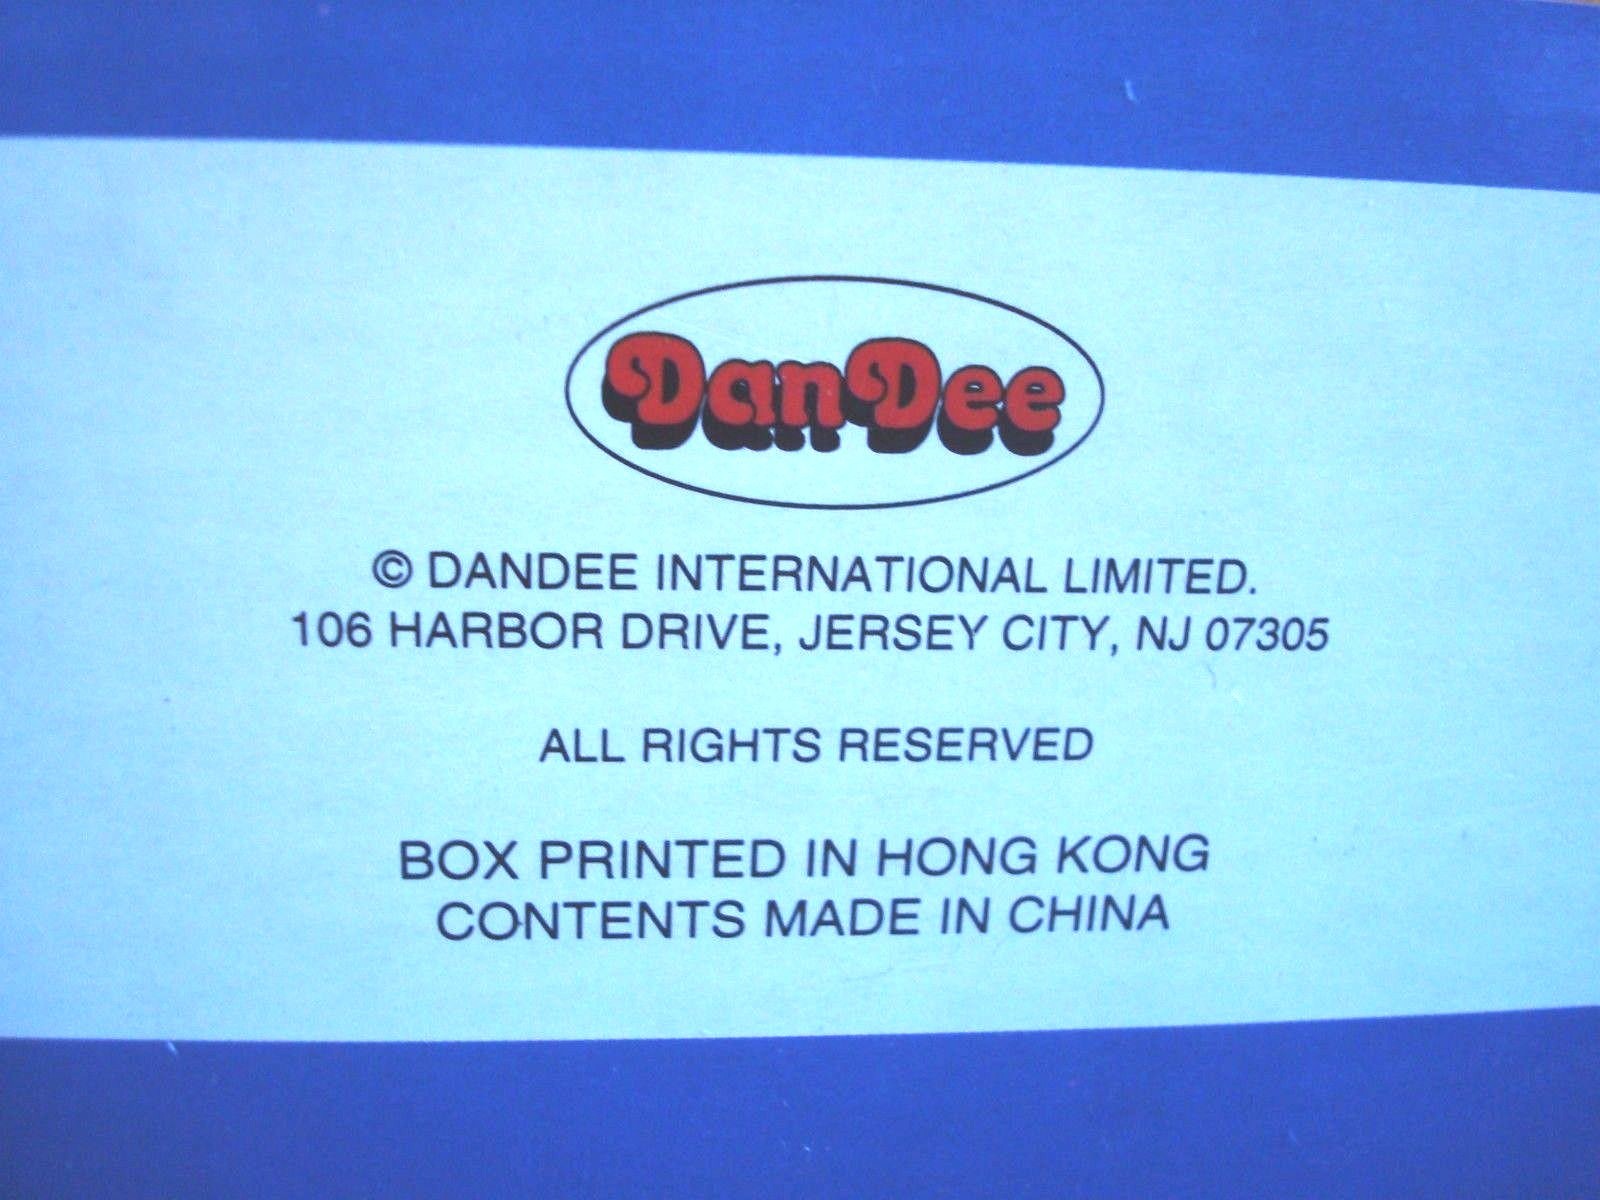 DanDee
© DANDEE INTERNATIONAL LIMITED.
106 HARBOR DRIVE, JERSEY CITY, NJ 07305
ALL RIGHTS RESERVED
BOX PRINTED IN HONG KONG
CONTENTS MADE IN CHINA